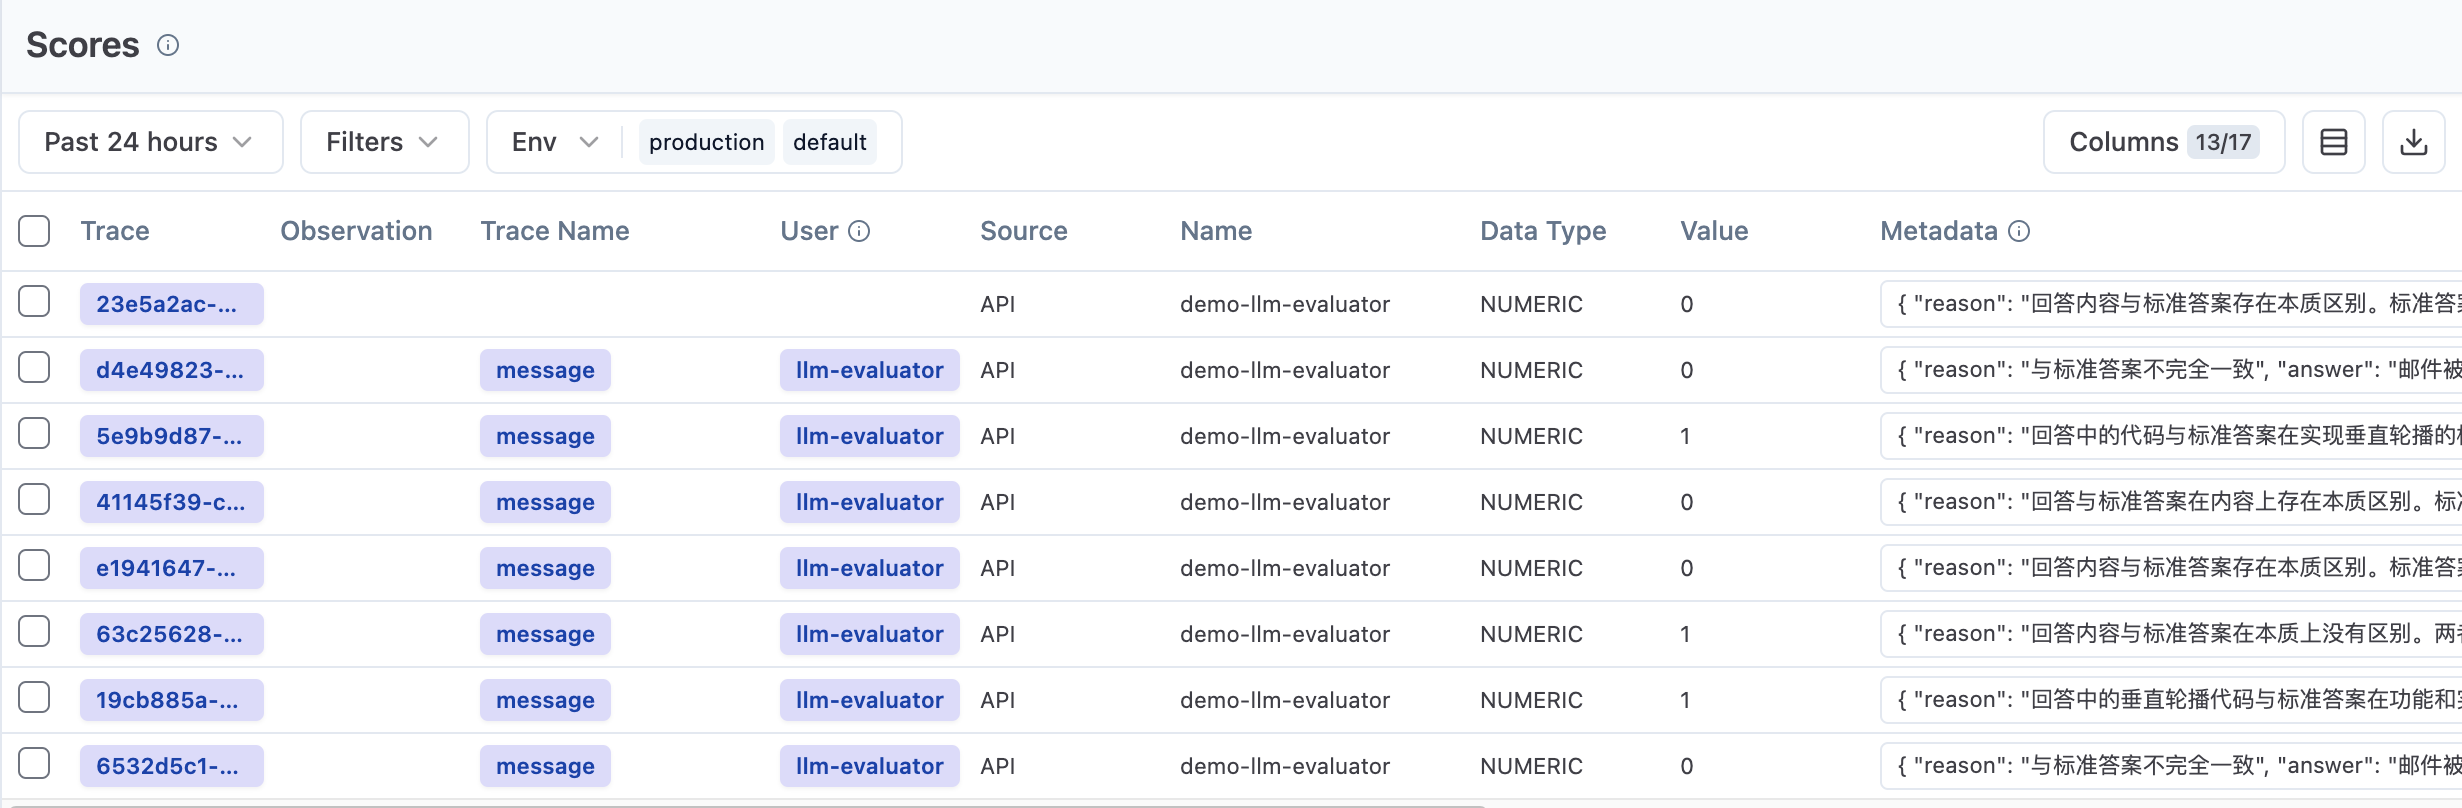 Scores
Past 24 hours Filters Env production default Columns 13/17
Trace Observation Trace Name User Source Name Data Type Value Metadata
23e5a2ac-... API demo-llm-evaluator NUMERIC 0 { "reason": "回答内容与标准答案存在本质区别。标准答
d4e49823-... message llm-evaluator API demo-llm-evaluator NUMERIC 0 { "reason": "与标准答案不完全一致", "answer": "邮件被
5e9b9d87-... message llm-evaluator API demo-llm-evaluator NUMERIC 1 { "reason": "回答中的代码与标准答案在实现垂直轮播的
41145f39-c... message llm-evaluator API demo-llm-evaluator NUMERIC 0 { "reason": "回答与标准答案在内容上存在本质区别。标
e1941647-... message llm-evaluator API demo-llm-evaluator NUMERIC 0 { "reason": "回答内容与标准答案存在本质区别。标准答
63c25628-... message llm-evaluator API demo-llm-evaluator NUMERIC 1 { "reason": "回答内容与标准答案在本质上没有区别。两
19cb885a-... message llm-evaluator API demo-llm-evaluator NUMERIC 1 { "reason": "回答中的垂直轮播代码与标准答案在功能和
6532d5c1-... message llm-evaluator API demo-llm-evaluator NUMERIC 0 { "reason": "与标准答案不完全一致", "answer": "邮件被